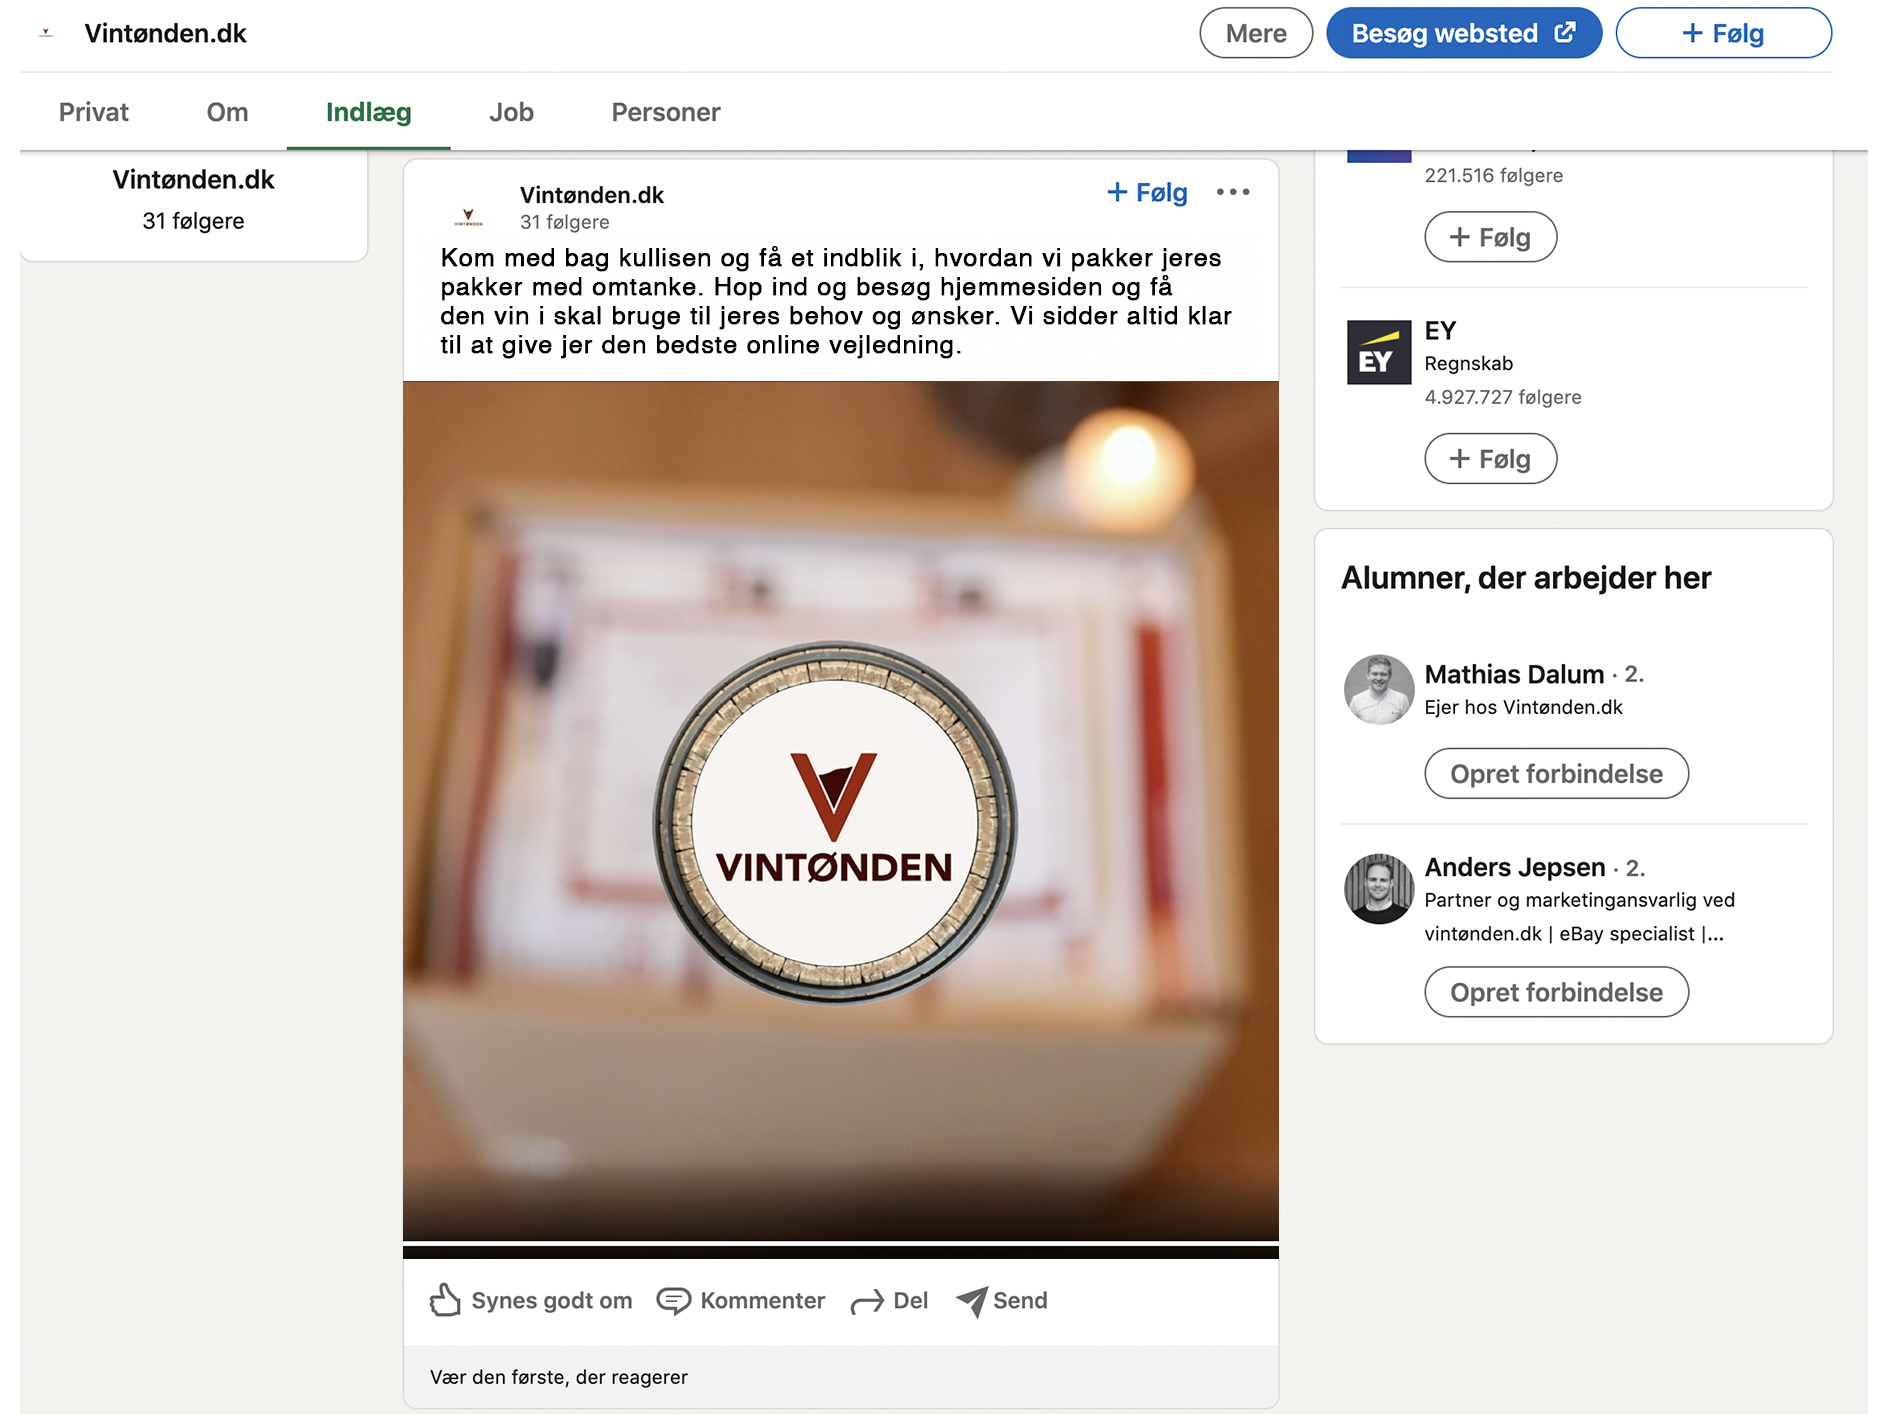 Vintønden.dk
Mere
Besøg websted
+ Følg
Privat
Om
Indlæg
Job
Personer
Vintønden.dk
31 følgere
VINTØNDEN
Vintønden.dk
31 følgere
+ Følg
Kom med bag kullisen og få et indblik i, hvordan vi pakker jeres
pakker med omtanke. Hop ind og besøg hjemmesiden og få
den vin i skal bruge til jeres behov og ønsker. Vi sidder altid klar
til at give jer den bedste online vejledning.
VINTØNDEN
Synes godt om
Kommenter
Del
Send
Vær den første, der reagerer
221.516 følgere
+ Følg
EY
EY
Regnskab
4.927.727 følgere
+ Følg
Alumner, der arbejder her
Mathias Dalum · 2.
Ejer hos Vintønden.dk
Opret forbindelse
Anders Jepsen · 2.
Partner og marketingansvarlig ved
vintønden.dk | eBay specialist |...
Opret forbindelse